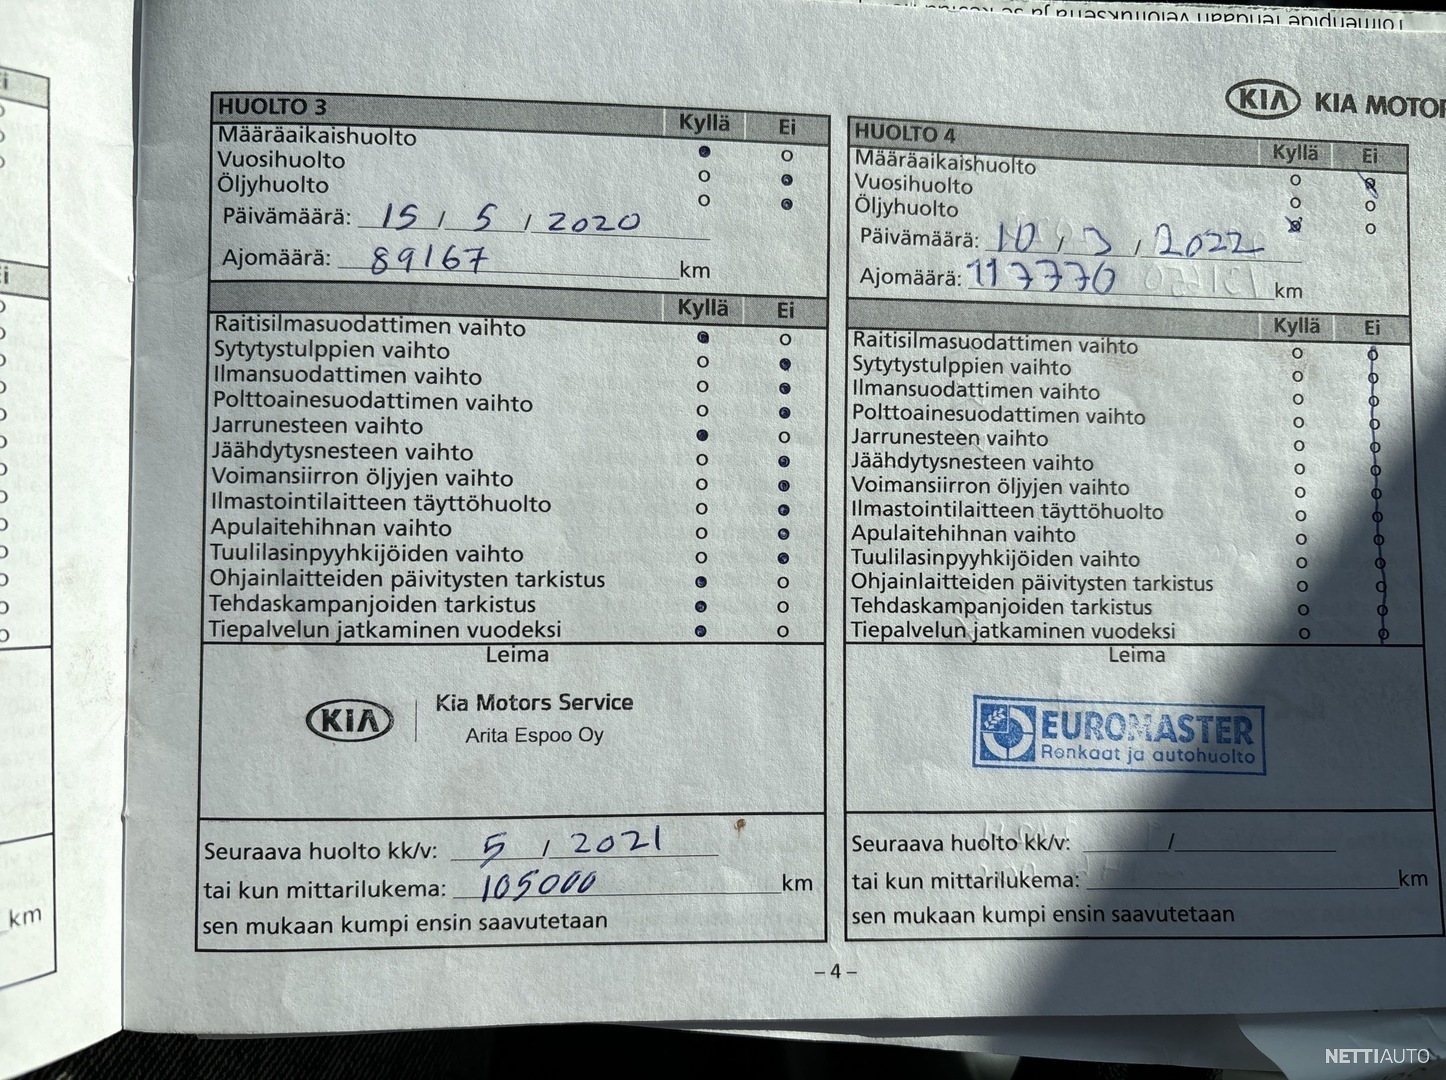 HUOLTO 3 Kyllä Ei
Määräaikaishuolto
Vuosihuolto
Öljyhuolto
Päivämäärä: 15 / 5 / 2020
Ajomäärä: 89167 km
Kyllä Ei
Raitisilmasuodattimen vaihto
Sytytystulppien vaihto
Ilmansuodattimen vaihto
Polttoainesuodattimen vaihto
Jarrunesteen vaihto
Jäähdytysnesteen vaihto
Voimansiirron öljyjen vaihto
Ilmastointilaitteen täyttöhuolto
Apulaitehihnan vaihto
Tuulilasinpyyhkijöiden vaihto
Ohjainlaitteiden päivitysten tarkistus
Tehdaskampanjoiden tarkistus
Tiepalvelun jatkaminen vuodeksi
Leima
KIA
Kia Motors Service
Arita Espoo Oy
Seuraava huolto kk/v: 5 / 2021
tai kun mittarilukema: 105000 km
sen mukaan kumpi ensin saavutetaan
KIA KIA MOTOR
HUOLTO 4 Kyllä Ei
Määräaikaishuolto
Vuosihuolto
Öljyhuolto
Päivämäärä: 10 / 3 / 2022
Ajomäärä: 117770 km
Kyllä Ei
Raitisilmasuodattimen vaihto
Sytytystulppien vaihto
Ilmansuodattimen vaihto
Polttoainesuodattimen vaihto
Jarrunesteen vaihto
Jäähdytysnesteen vaihto
Voimansiirron öljyjen vaihto
Ilmastointilaitteen täyttöhuolto
Apulaitehihnan vaihto
Tuulilasinpyyhkijöiden vaihto
Ohjainlaitteiden päivitysten tarkistus
Tehdaskampanjoiden tarkistus
Tiepalvelun jatkaminen vuodeksi
Leima
EUROMASTER
Renkaat ja autohuolto
Seuraava huolto kk/v: /
tai kun mittarilukema: km
sen mukaan kumpi ensin saavutetaan
– 4 –
km
NETTIAUTO